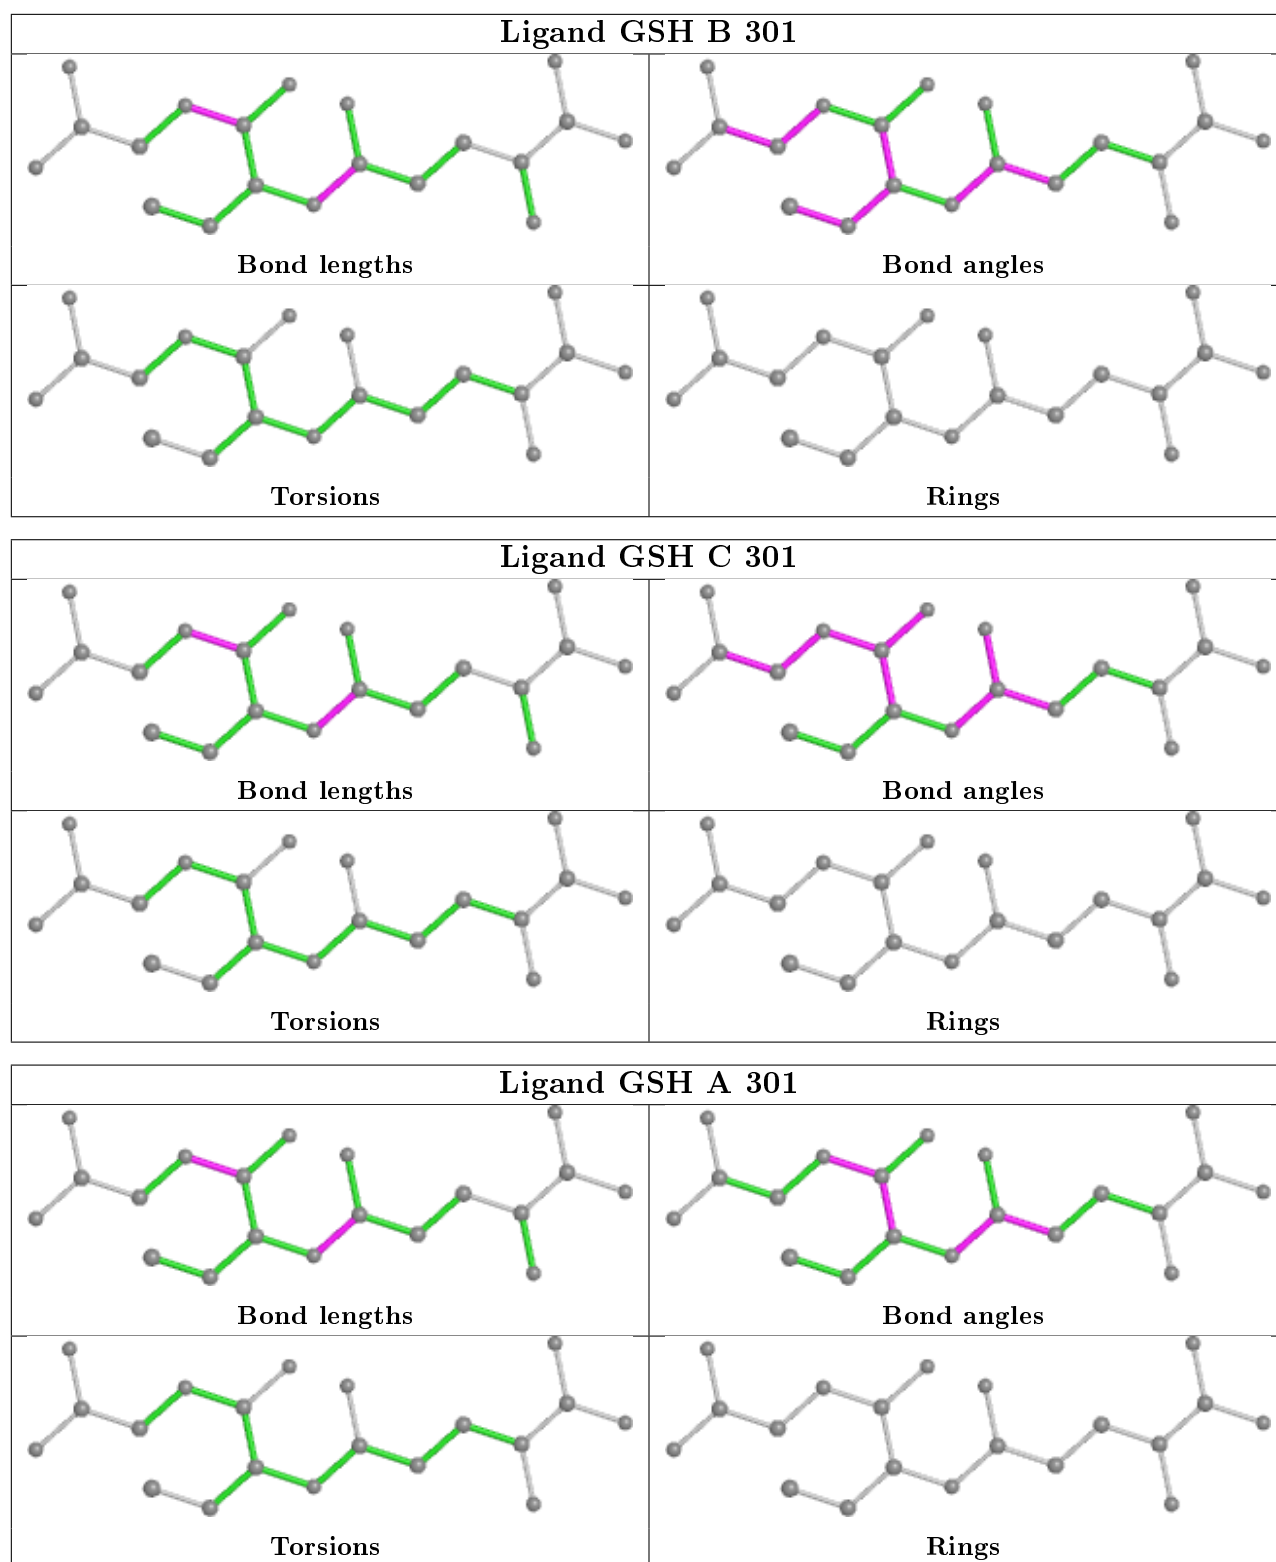 Ligand GSH B 301
Bond lengths
Bond angles
Torsions
Rings
Ligand GSH C 301
Bond lengths
Bond angles
Torsions
Rings
Ligand GSH A 301
Bond lengths
Bond angles
Torsions
Rings